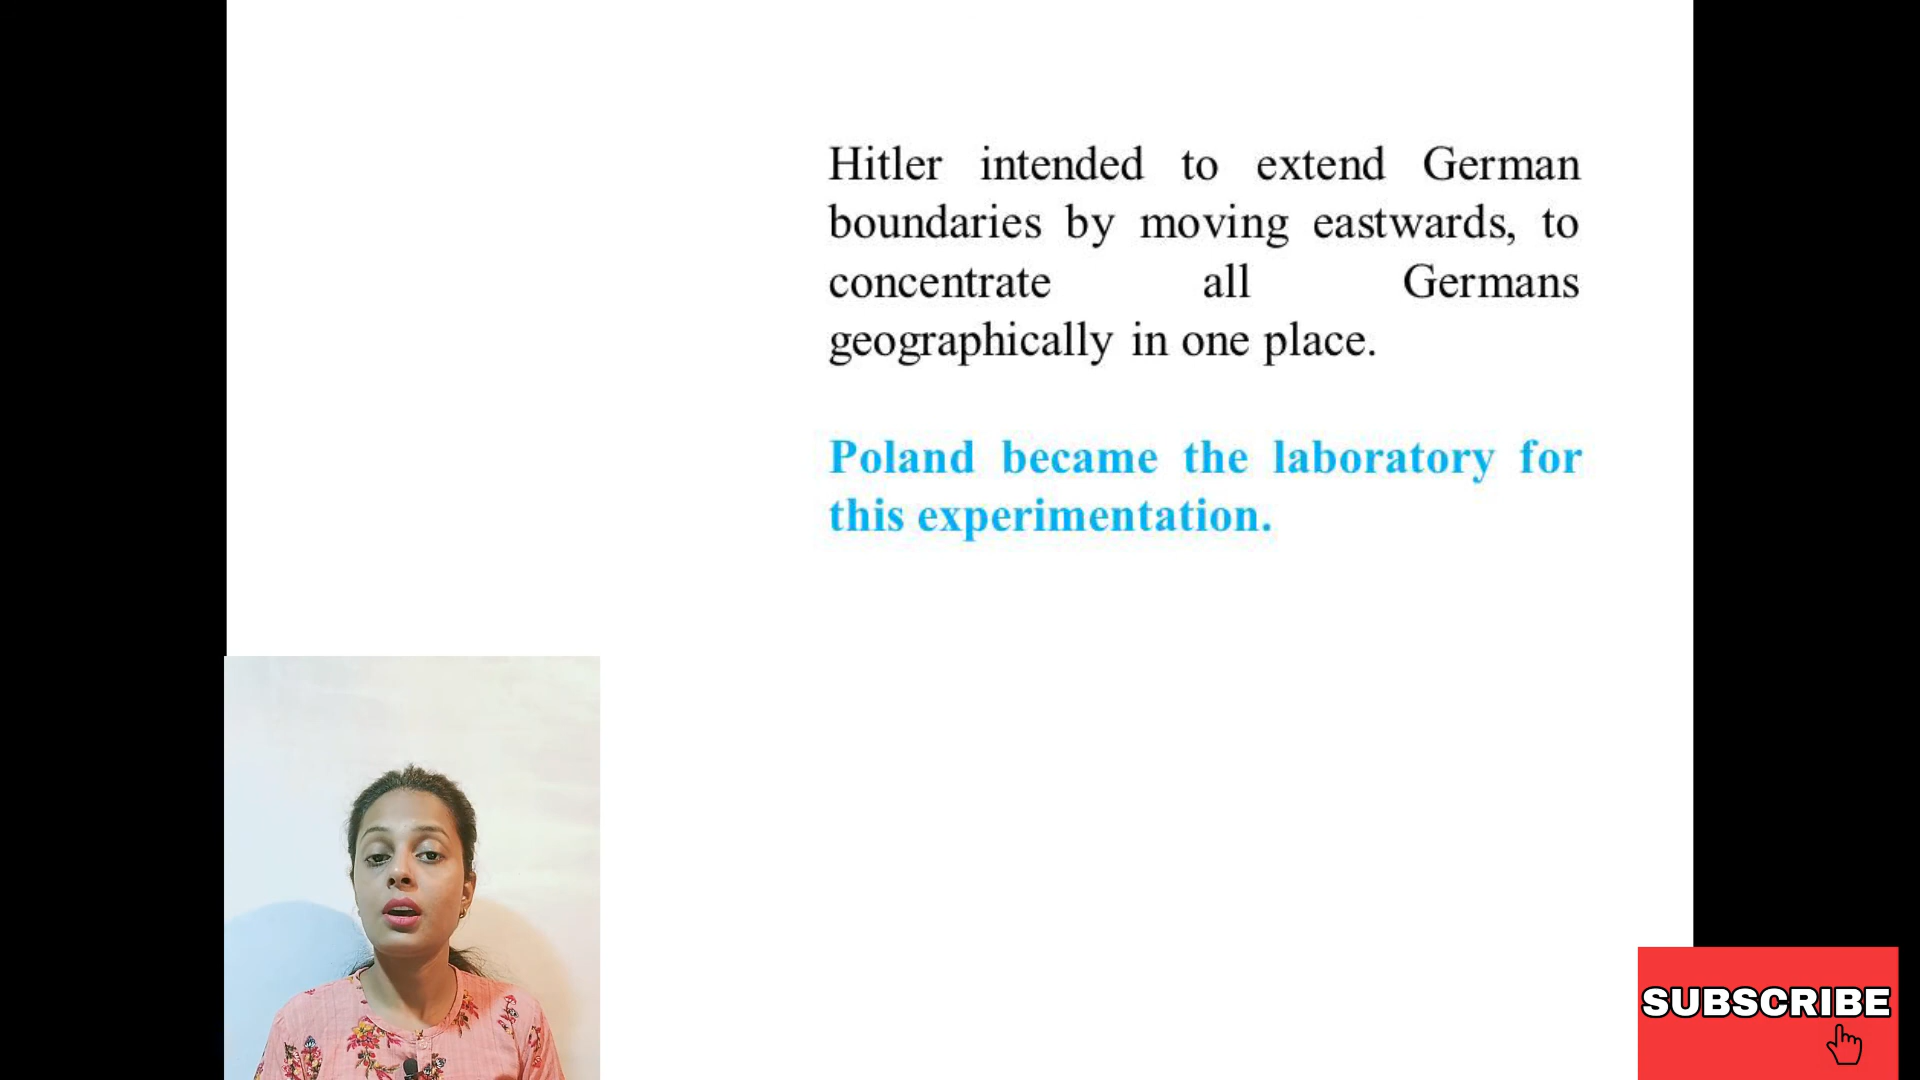 Hitler intended to extend German
boundaries by moving eastwards, to
concentrate all Germans
geographically in one place.
Poland became the laboratory for
this experimentation.
SUBSCRIBE